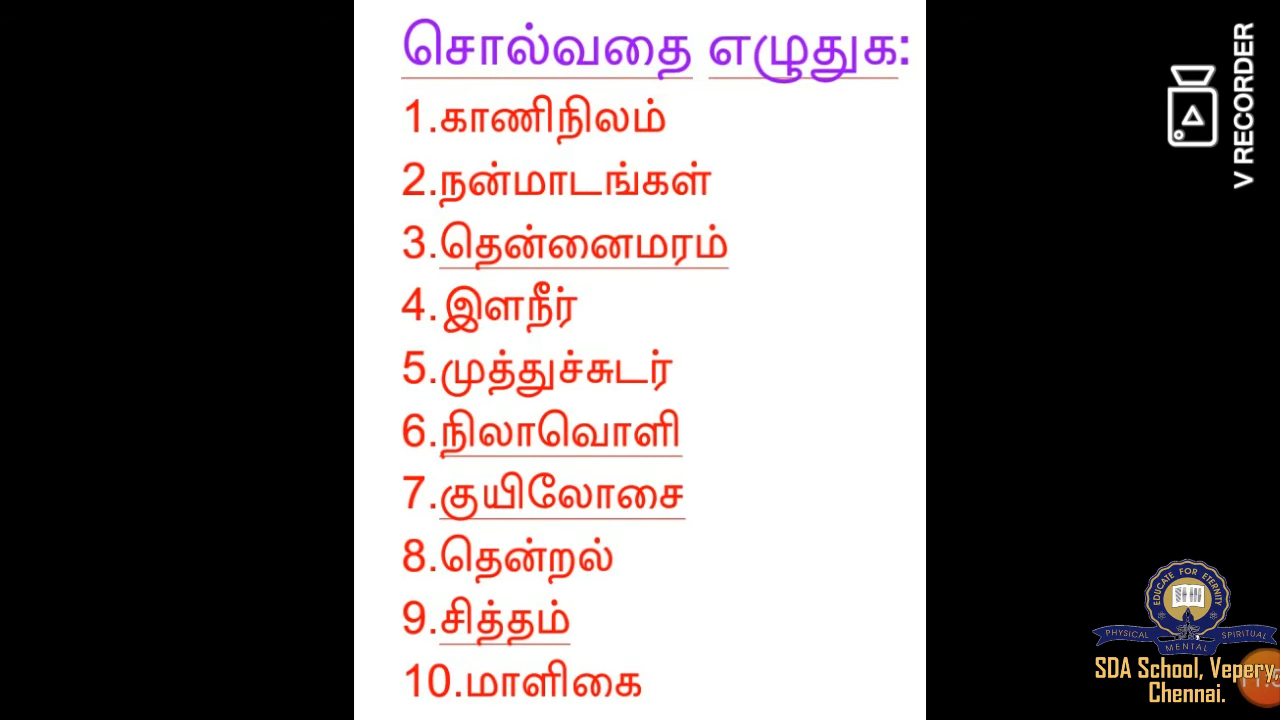 சொல்வதை எழுதுக:
1.காணிநிலம்
2.நன்மாடங்கள்
3.தென்னைமரம்
4.இளநீர்
5.முத்துச்சுடர்
6.நிலாவொளி
7.குயிலோசை
8.தென்றல்
9.சித்தம்
10.மாளிகை
V RECORDER
EDUCATE FOR ETERNITY
PHYSICAL MENTAL SPIRITUAL
SDA School, Vepery,
Chennai.